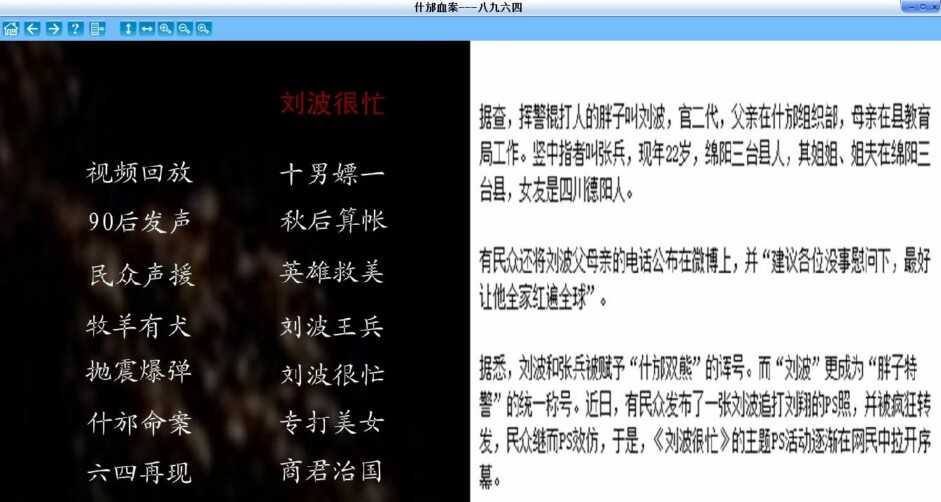 什邡血案---八九六四
刘波很忙
视频回放
十男嫖一
90后发声
秋后算帐
民众声援
英雄救美
牧羊有犬
刘波王兵
抛震爆弹
刘波很忙
什邡命案
专打美女
六四再现
商君治国
据查，挥警棍打人的胖子叫刘波，官二代，父亲在什邡组织部，母亲在县教育
局工作。竖中指者叫张兵，现年22岁，绵阳三台县人，其姐姐、姐夫在绵阳三
台县，女友是四川德阳人。
有民众还将刘波父母亲的电话公布在微博上，并“建议各位没事慰问下，最好
让他全家红遍全球”。
据悉，刘波和张兵被赋予“什邡双熊”的诨号。而“刘波”更成为“胖子特
警”的统一称号。近日，有民众发布了一张刘波追打刘翔的PS照，并被疯狂转
发，民众继而PS效仿，于是，《刘波很忙》的主题PS活动逐渐在网民中拉开序
幕。